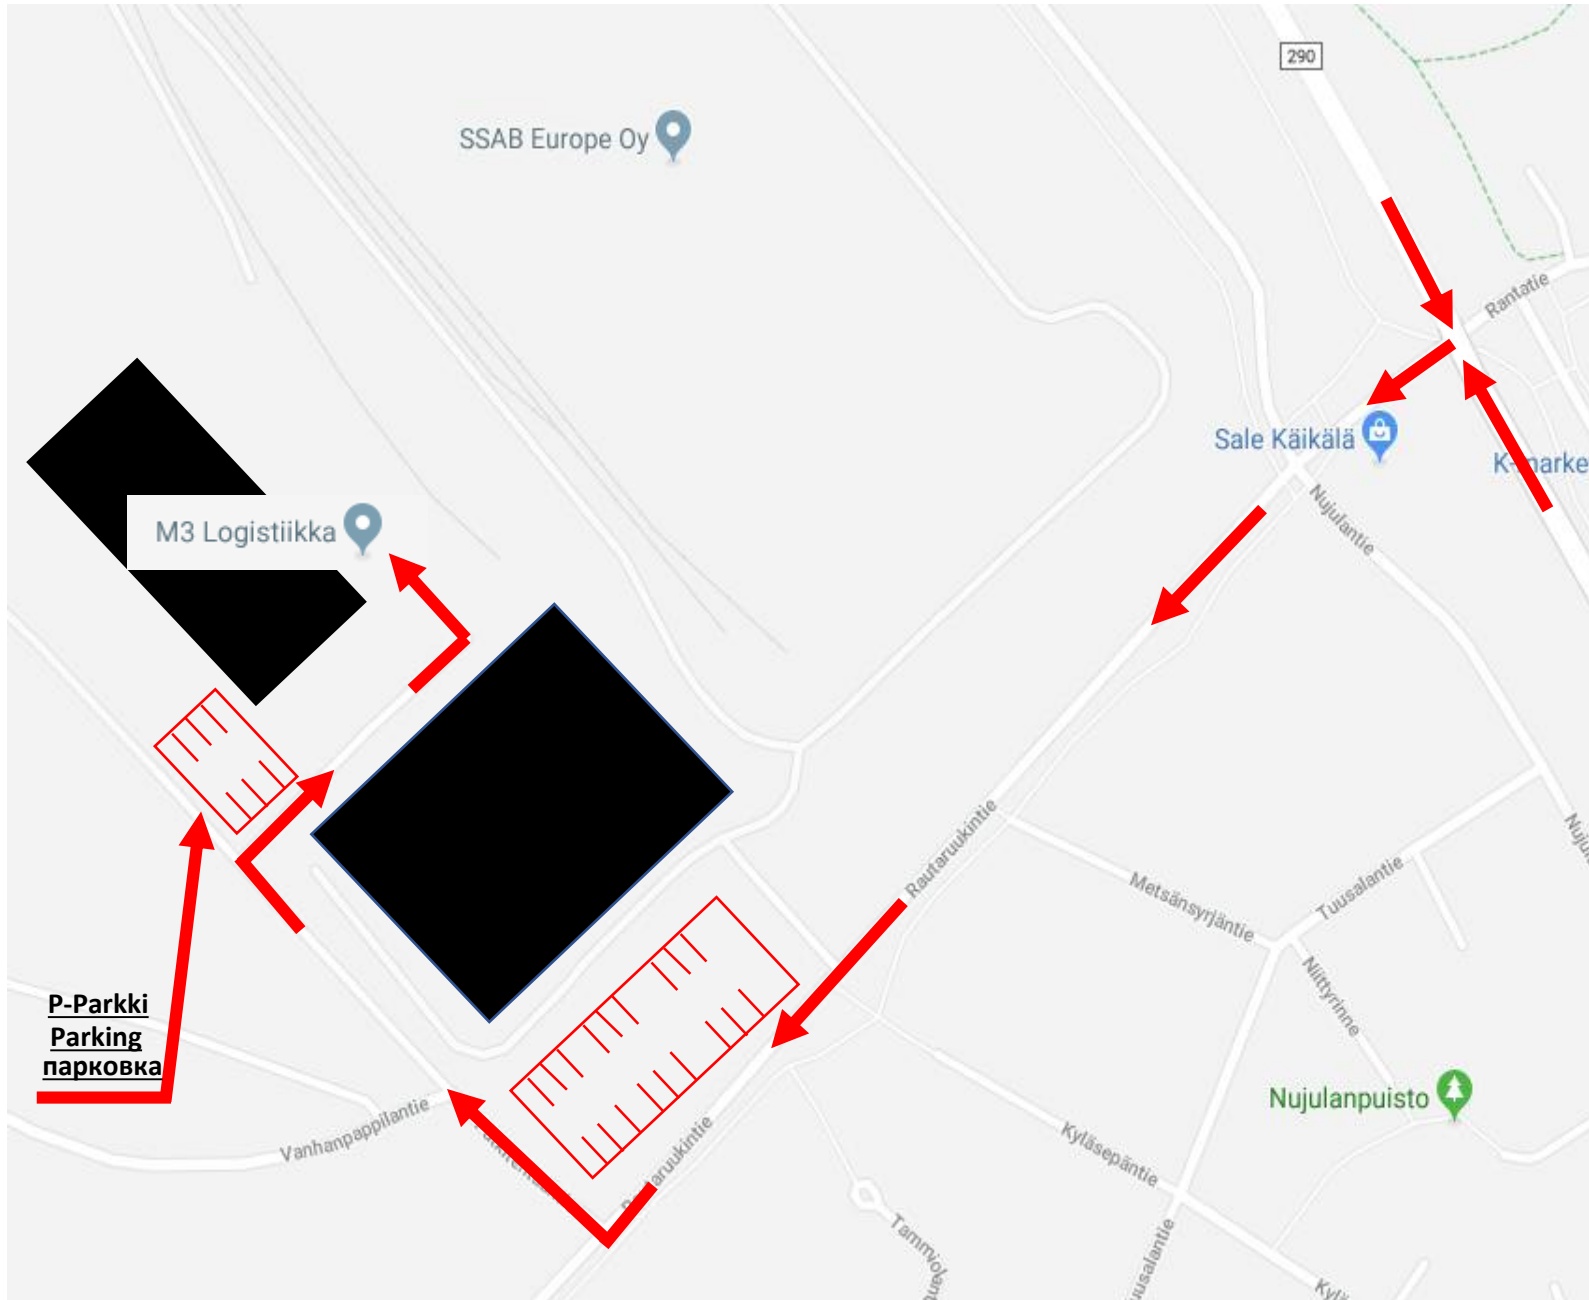 290
SSAB Europe Oy
Rantatie
Sale Käikälä
Nujulantie
M3 Logistiikka
Rautaruukintie
Metsänsyrjäntie
Tuusalantie
Niittyrinne
P-Parkki
Parking
парковка
Nujulanpuisto
Vanhanpappilantie
Kyläsepäntie